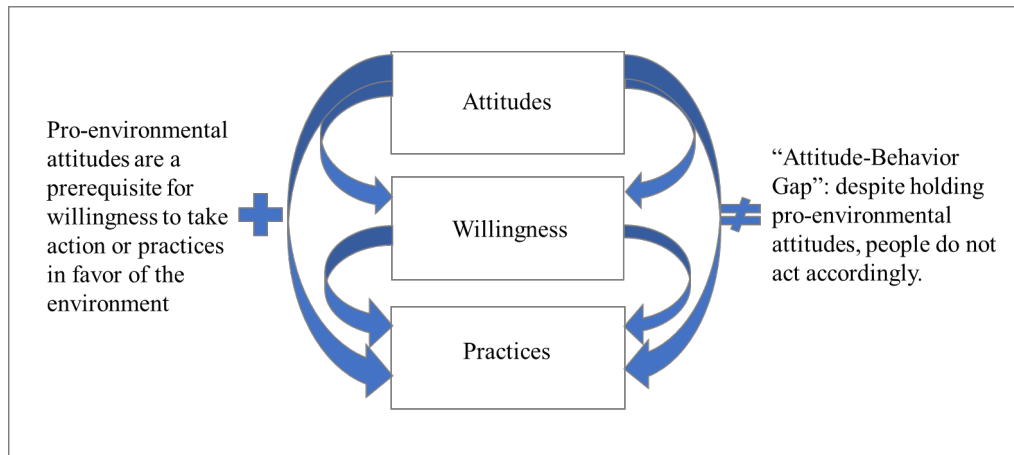 Pro-environmental
attitudes are a
prerequisite for
willingness to take
action or practices
in favor of the
environment
Attitudes
Willingness
Practices
“Attitude-Behavior
Gap”: despite holding
pro-environmental
attitudes, people do not
act accordingly.